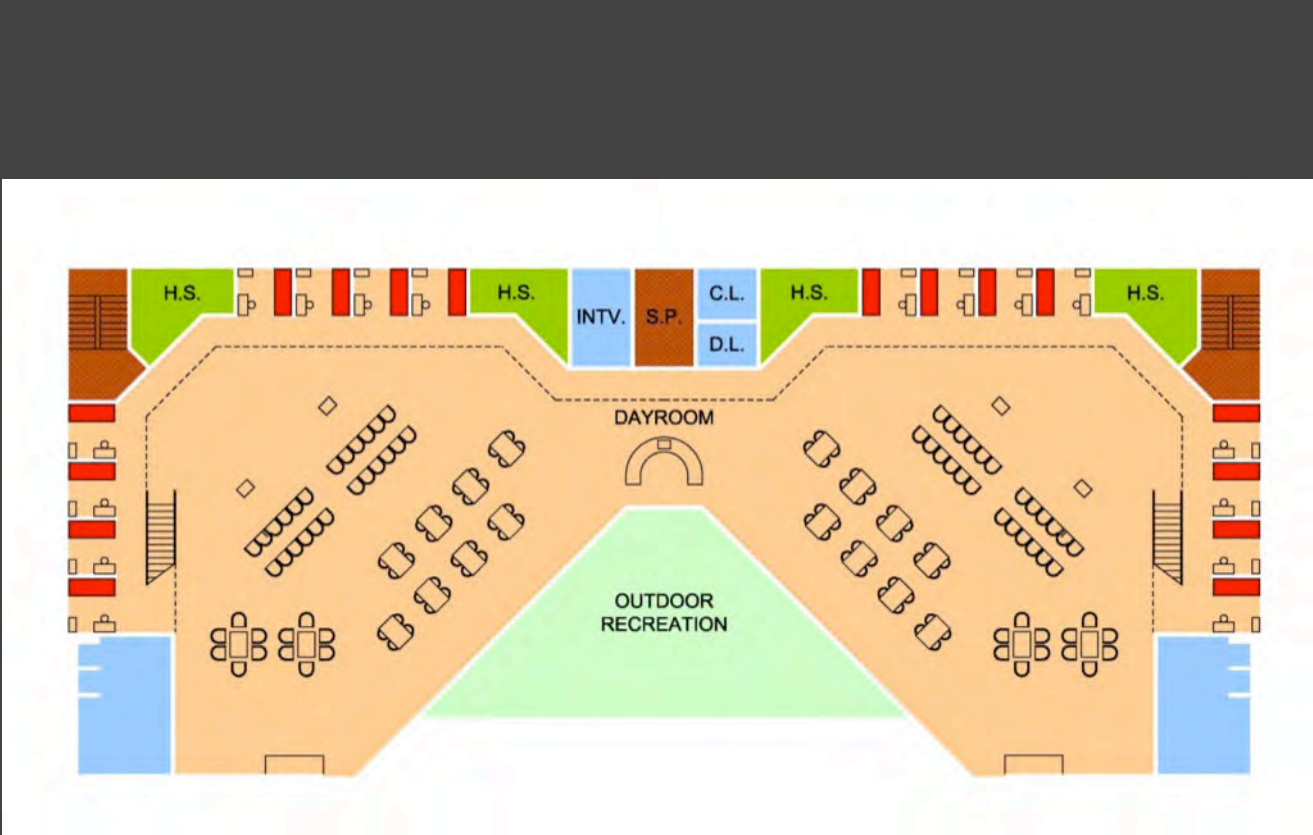 H.S.
H.S.
INTV.
S.P.
C.L.
D.L.
H.S.
H.S.
DAYROOM
OUTDOOR
RECREATION